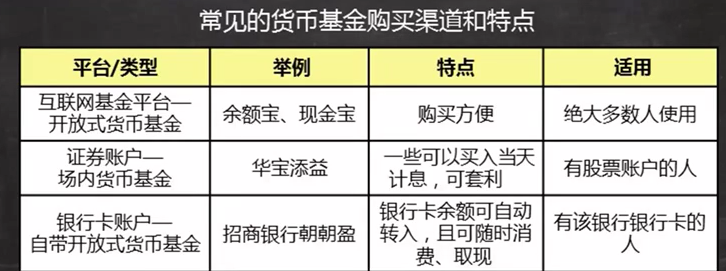 常见的货币基金购买渠道和特点
平台/类型 举例 特点 适用
互联网基金平台—
开放式货币基金
余额宝、现金宝
购买方便
绝大多数人使用
证券账户—
场内货币基金
华宝添益
一些可以买入当天
计息，可套利
有股票账户的人
银行卡账户—
自带开放式货币基金
招商银行朝朝盈
银行卡余额可自动
转入，且可随时消
费、取现
有该银行银行卡的
人